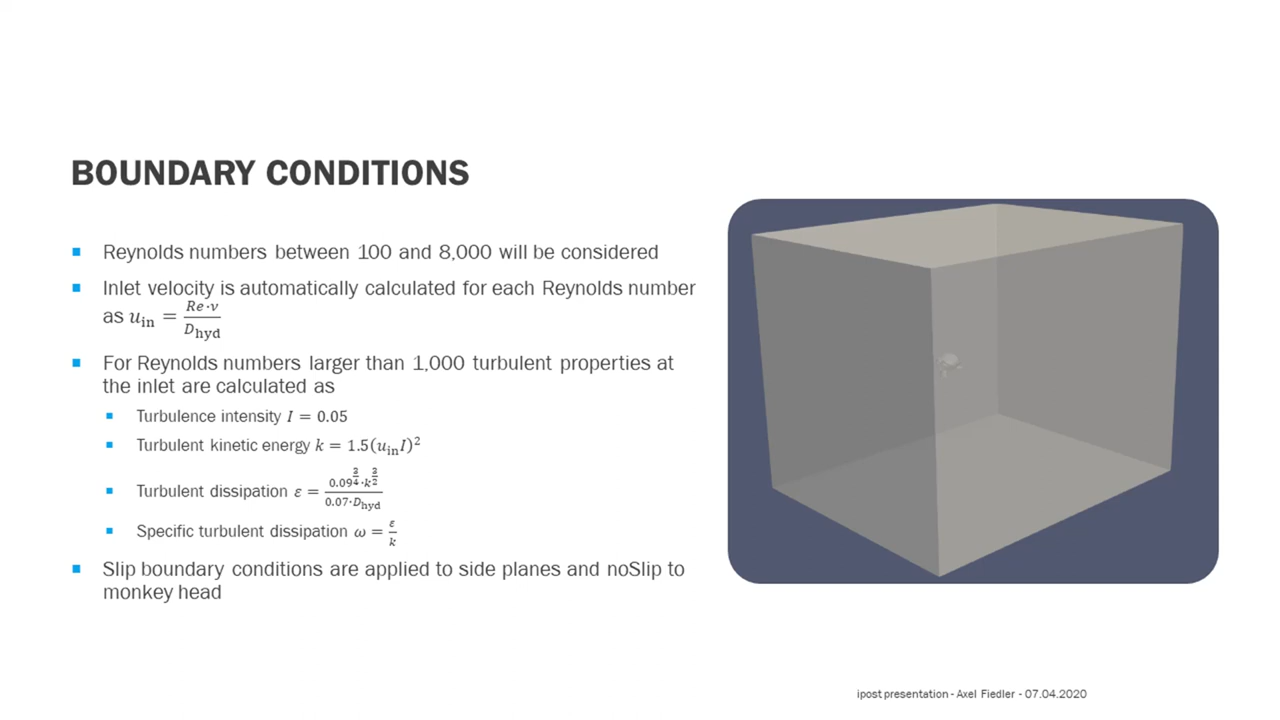 BOUNDARY CONDITIONS
▪ Reynolds numbers between 100 and 8,000 will be considered
▪ Inlet velocity is automatically calculated for each Reynolds number
as u_in = (Re·ν)/D_hyd
▪ For Reynolds numbers larger than 1,000 turbulent properties at
the inlet are calculated as
▪ Turbulence intensity I = 0.05
▪ Turbulent kinetic energy k = 1.5(u_in I)²
▪ Turbulent dissipation ε = (0.09^(3/4)·k^(3/2))/(0.07·D_hyd)
▪ Specific turbulent dissipation ω = ε/k
▪ Slip boundary conditions are applied to side planes and noSlip to
monkey head
ipost presentation - Axel Fiedler - 07.04.2020